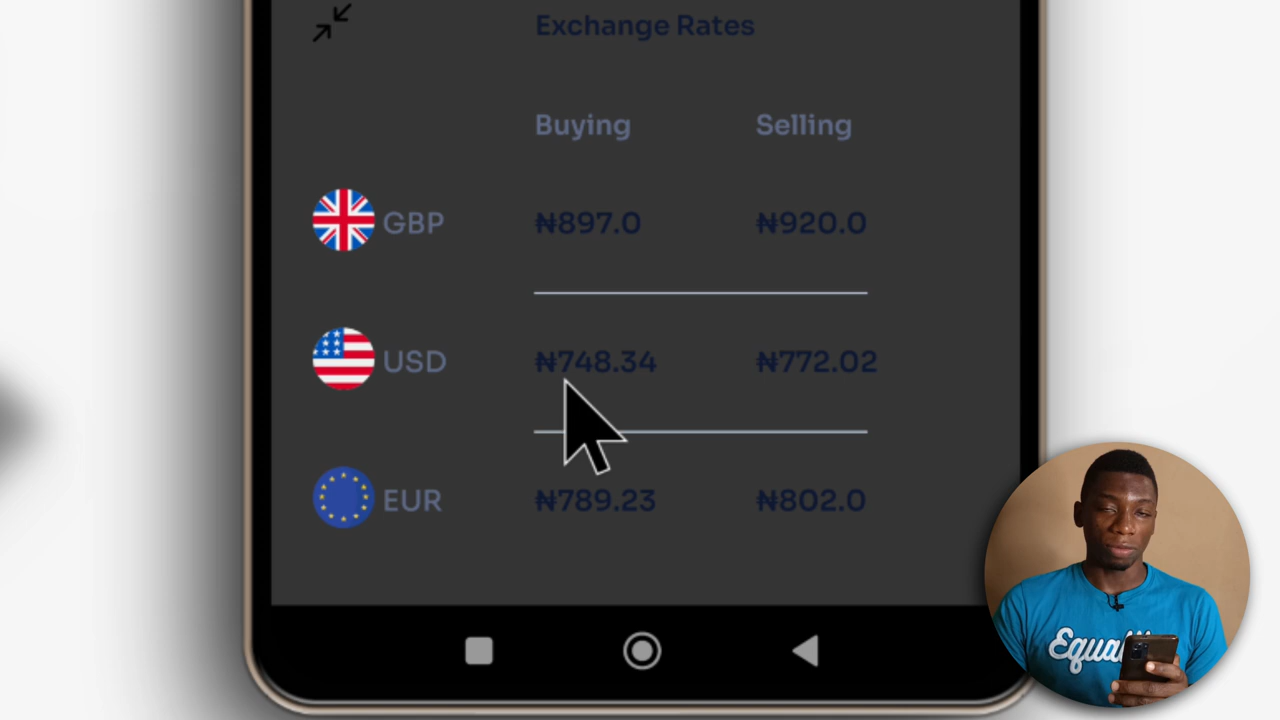 Exchange Rates
Buying Selling
GBP ₦897.0 ₦920.0
USD ₦748.34 ₦772.02
EUR ₦789.23 ₦802.0